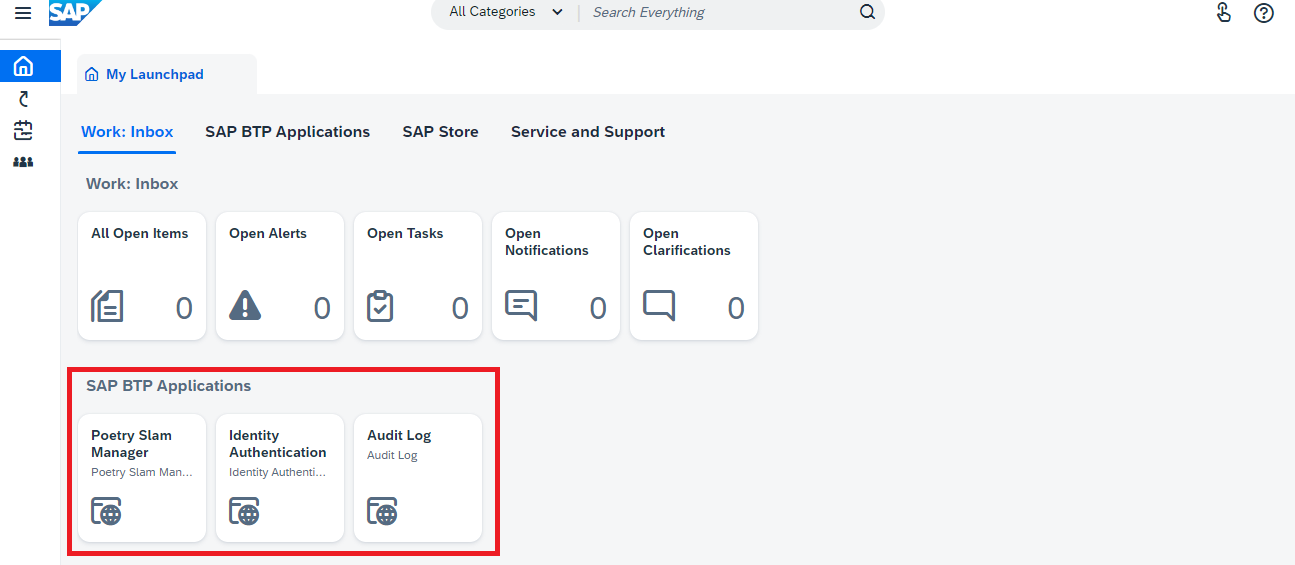 SAP
All Categories
Search Everything
My Launchpad
Work: Inbox SAP BTP Applications SAP Store Service and Support
Work: Inbox
All Open Items
0
Open Alerts
0
Open Tasks
0
Open
Notifications
0
Open
Clarifications
0
SAP BTP Applications
Poetry Slam
Manager
Poetry Slam Man...
Identity
Authentication
Identity Authenti...
Audit Log
Audit Log